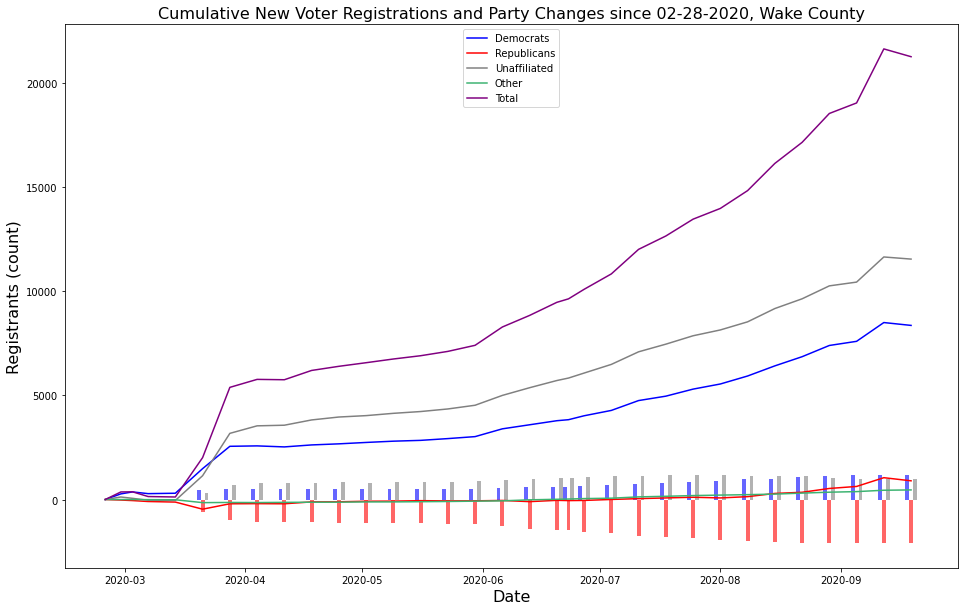 Cumulative New Voter Registrations and Party Changes since 02-28-2020, Wake County
Democrats
Republicans
Unaffiliated
Other
Total
20000
15000
10000
5000
0
Registrants (count)
2020-03 2020-04 2020-05 2020-06 2020-07 2020-08 2020-09
Date